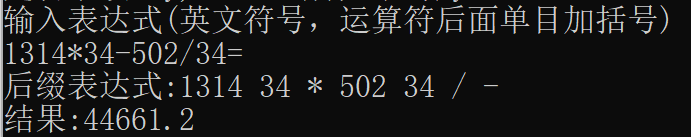 输入表达式(英文符号，运算符后面单目加括号)
1314*34-502/34=
后缀表达式:1314 34 * 502 34 / -
结果:44661.2